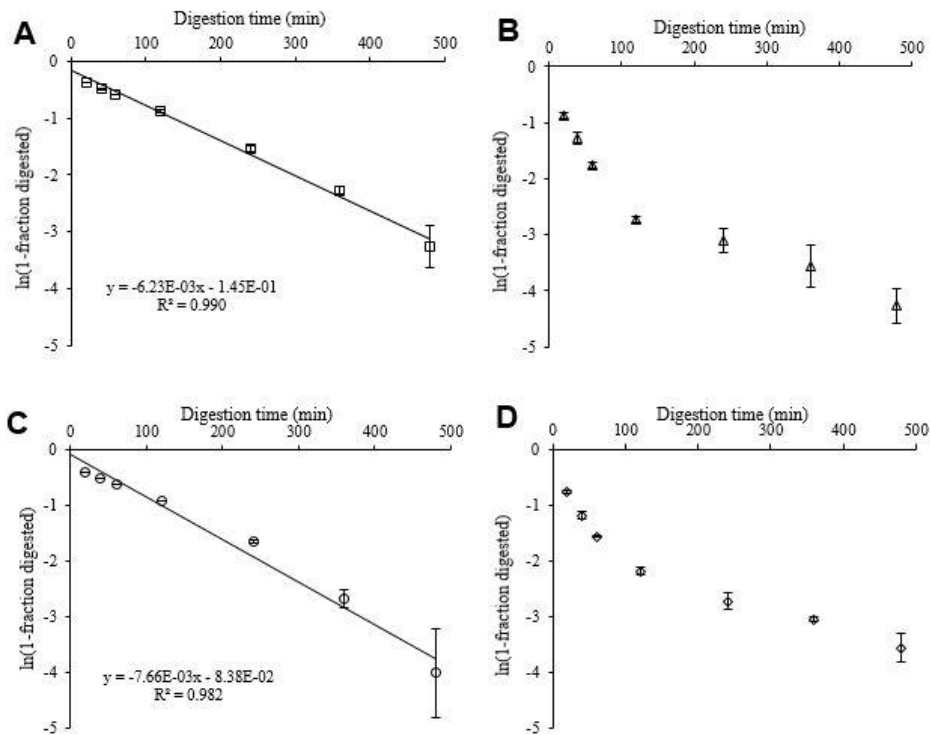 A
Digestion time (min)
0 100 200 300 400 500
0
-1
-2
-3
-4
-5
ln(1-fraction digested)
y = -6.23E-03x - 1.45E-01
R² = 0.990
B
Digestion time (min)
0 100 200 300 400 500
0
-1
-2
-3
-4
-5
ln(1-fraction digested)
C
Digestion time (min)
0 100 200 300 400 500
0
-1
-2
-3
-4
-5
ln(1-fraction digested)
y = -7.66E-03x - 8.38E-02
R² = 0.982
D
Digestion time (min)
0 100 200 300 400 500
0
-1
-2
-3
-4
-5
ln(1-fraction digested)